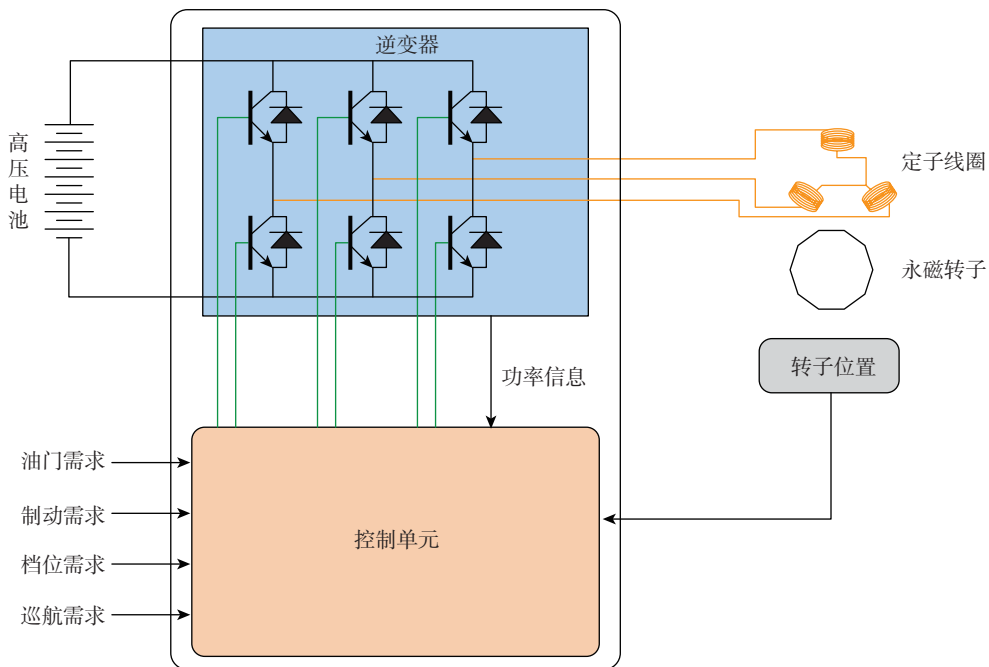 逆变器
高压电池
定子线圈
永磁转子
转子位置
功率信息
油门需求
制动需求
档位需求
巡航需求
控制单元